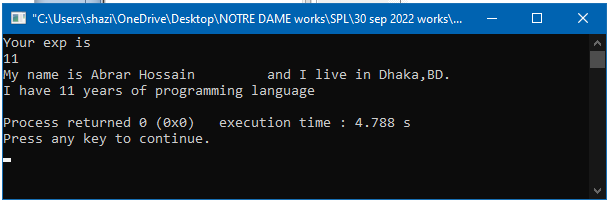 "C:\Users\shazi\OneDrive\Desktop\NOTRE DAME works\SPL\30 sep 2022 works\...
Your exp is
11
My name is Abrar Hossain         and I live in Dhaka,BD.
I have 11 years of programming language
Process returned 0 (0x0)   execution time : 4.788 s
Press any key to continue.